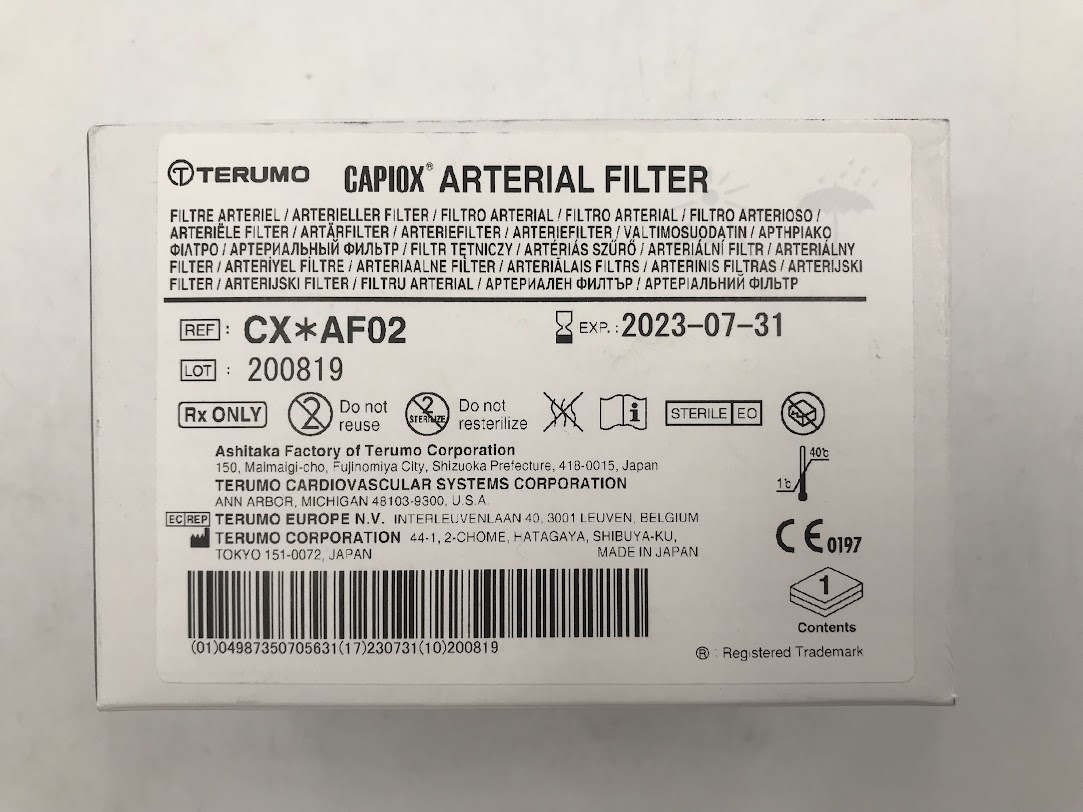 TERUMO CAPIOX® ARTERIAL FILTER
FILTRE ARTERIEL / ARTERIELLER FILTER / FILTRO ARTERIAL / FILTRO ARTERIAL / FILTRO ARTERIOSO /
ARTERIËLE FILTER / ARTÄRFILTER / ARTERIEFILTER / ARTERIEFILTER / VALTIMOSUODATIN / ΑΡΤΗΡΙΑΚΟ
ΦΙΛΤΡΟ / АРТЕРИАЛЬНЫЙ ФИЛЬТР / FILTR TĘTNICZY / ARTÉRIÁS SZŰRŐ / ARTERIÁLNÍ FILTR / ARTERIÁLNY
FILTER / ARTERİYEL FİLTRE / ARTERIAALNE FILTER / ARTERIĀLAIS FILTRS / ARTERINIS FILTRAS / ARTERIJSKI
FILTER / ARTERIJSKI FILTER / FILTRU ARTERIAL / АРТЕРИАЛЕН ФИЛТЪР / АРТЕРІАЛЬНИЙ ФІЛЬТР
REF : CX*AF02 EXP. : 2023-07-31
LOT : 200819
Rx ONLY 2 Do not reuse 2 STERILIZE Do not resterilize i STERILE EO
Ashitaka Factory of Terumo Corporation
150, Maimaigi-cho, Fujinomiya City, Shizuoka Prefecture, 418-0015, Japan
TERUMO CARDIOVASCULAR SYSTEMS CORPORATION
ANN ARBOR, MICHIGAN 48103-9300, U.S.A.
EC REP TERUMO EUROPE N.V. INTERLEUVENLAAN 40, 3001 LEUVEN, BELGIUM
TERUMO CORPORATION 44-1, 2-CHOME, HATAGAYA, SHIBUYA-KU,
TOKYO 151-0072, JAPAN MADE IN JAPAN
40℃
1℃
CE 0197
1
Contents
(01)04987350705631(17)230731(10)200819
® : Registered Trademark